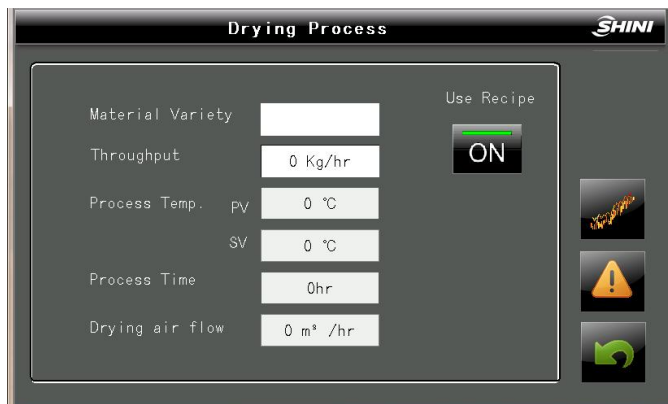 Drying Process
SHINI
Use Recipe
ON
Material Variety
Throughput 0 Kg/hr
Process Temp. PV 0 ℃
SV 0 ℃
Process Time 0hr
Drying air flow 0 m³ /hr